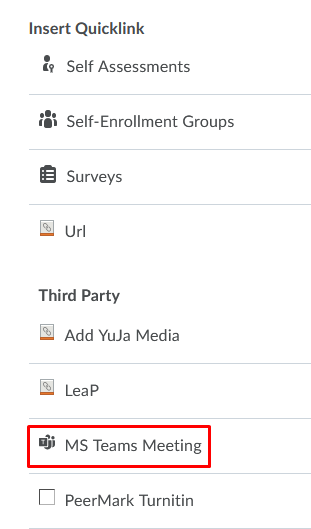 Insert Quicklink
Self Assessments
Self-Enrollment Groups
Surveys
Url
Third Party
Add YuJa Media
LeaP
MS Teams Meeting
PeerMark Turnitin